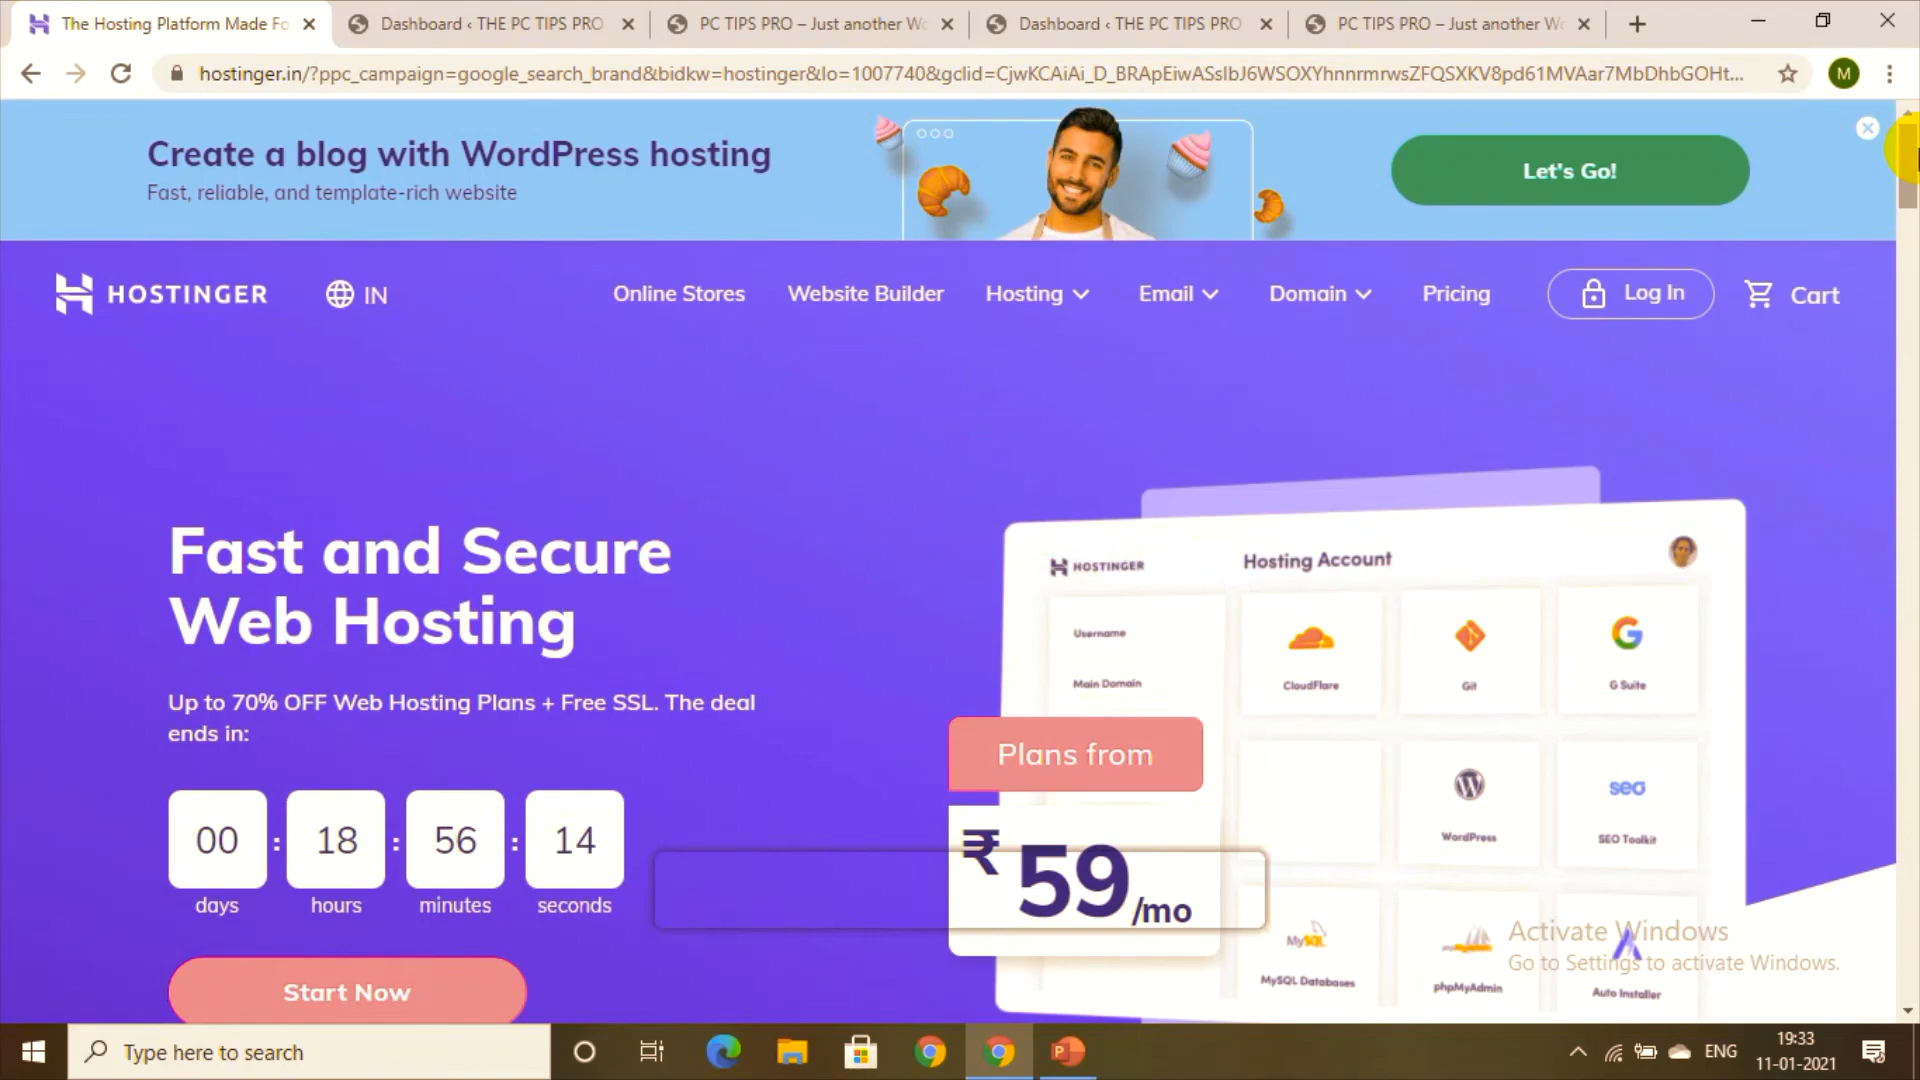 The Hosting Platform Made Fo
Dashboard ‹ THE PC TIPS PRO
PC TIPS PRO – Just another Wo
Dashboard ‹ THE PC TIPS PRO
PC TIPS PRO – Just another Wo
hostinger.in/?ppc_campaign=google_search_brand&bidkw=hostinger&lo=1007740&gclid=CjwKCAiAi_D_BRApEiwASslbJ6WSOXYhnnrmrwsZFQSXKV8pd61MVAar7MbDhbGOHt...
M
Create a blog with WordPress hosting
Fast, reliable, and template-rich website
Let's Go!
HOSTINGER
IN
Online Stores
Website Builder
Hosting
Email
Domain
Pricing
Log In
Cart
Fast and Secure
Web Hosting
Up to 70% OFF Web Hosting Plans + Free SSL. The deal
ends in:
00 : 18 : 56 : 14
days hours minutes seconds
Start Now
HOSTINGER
Hosting Account
Username
Main Domain
CloudFlare
Git
G Suite
Plans from
₹ 59/mo
WordPress
seo
SEO Toolkit
MySQL
MySQL Databases
phpMyAdmin
Auto Installer
Activate Windows
Go to Settings to activate Windows.
Type here to search
ENG
19:33
11-01-2021